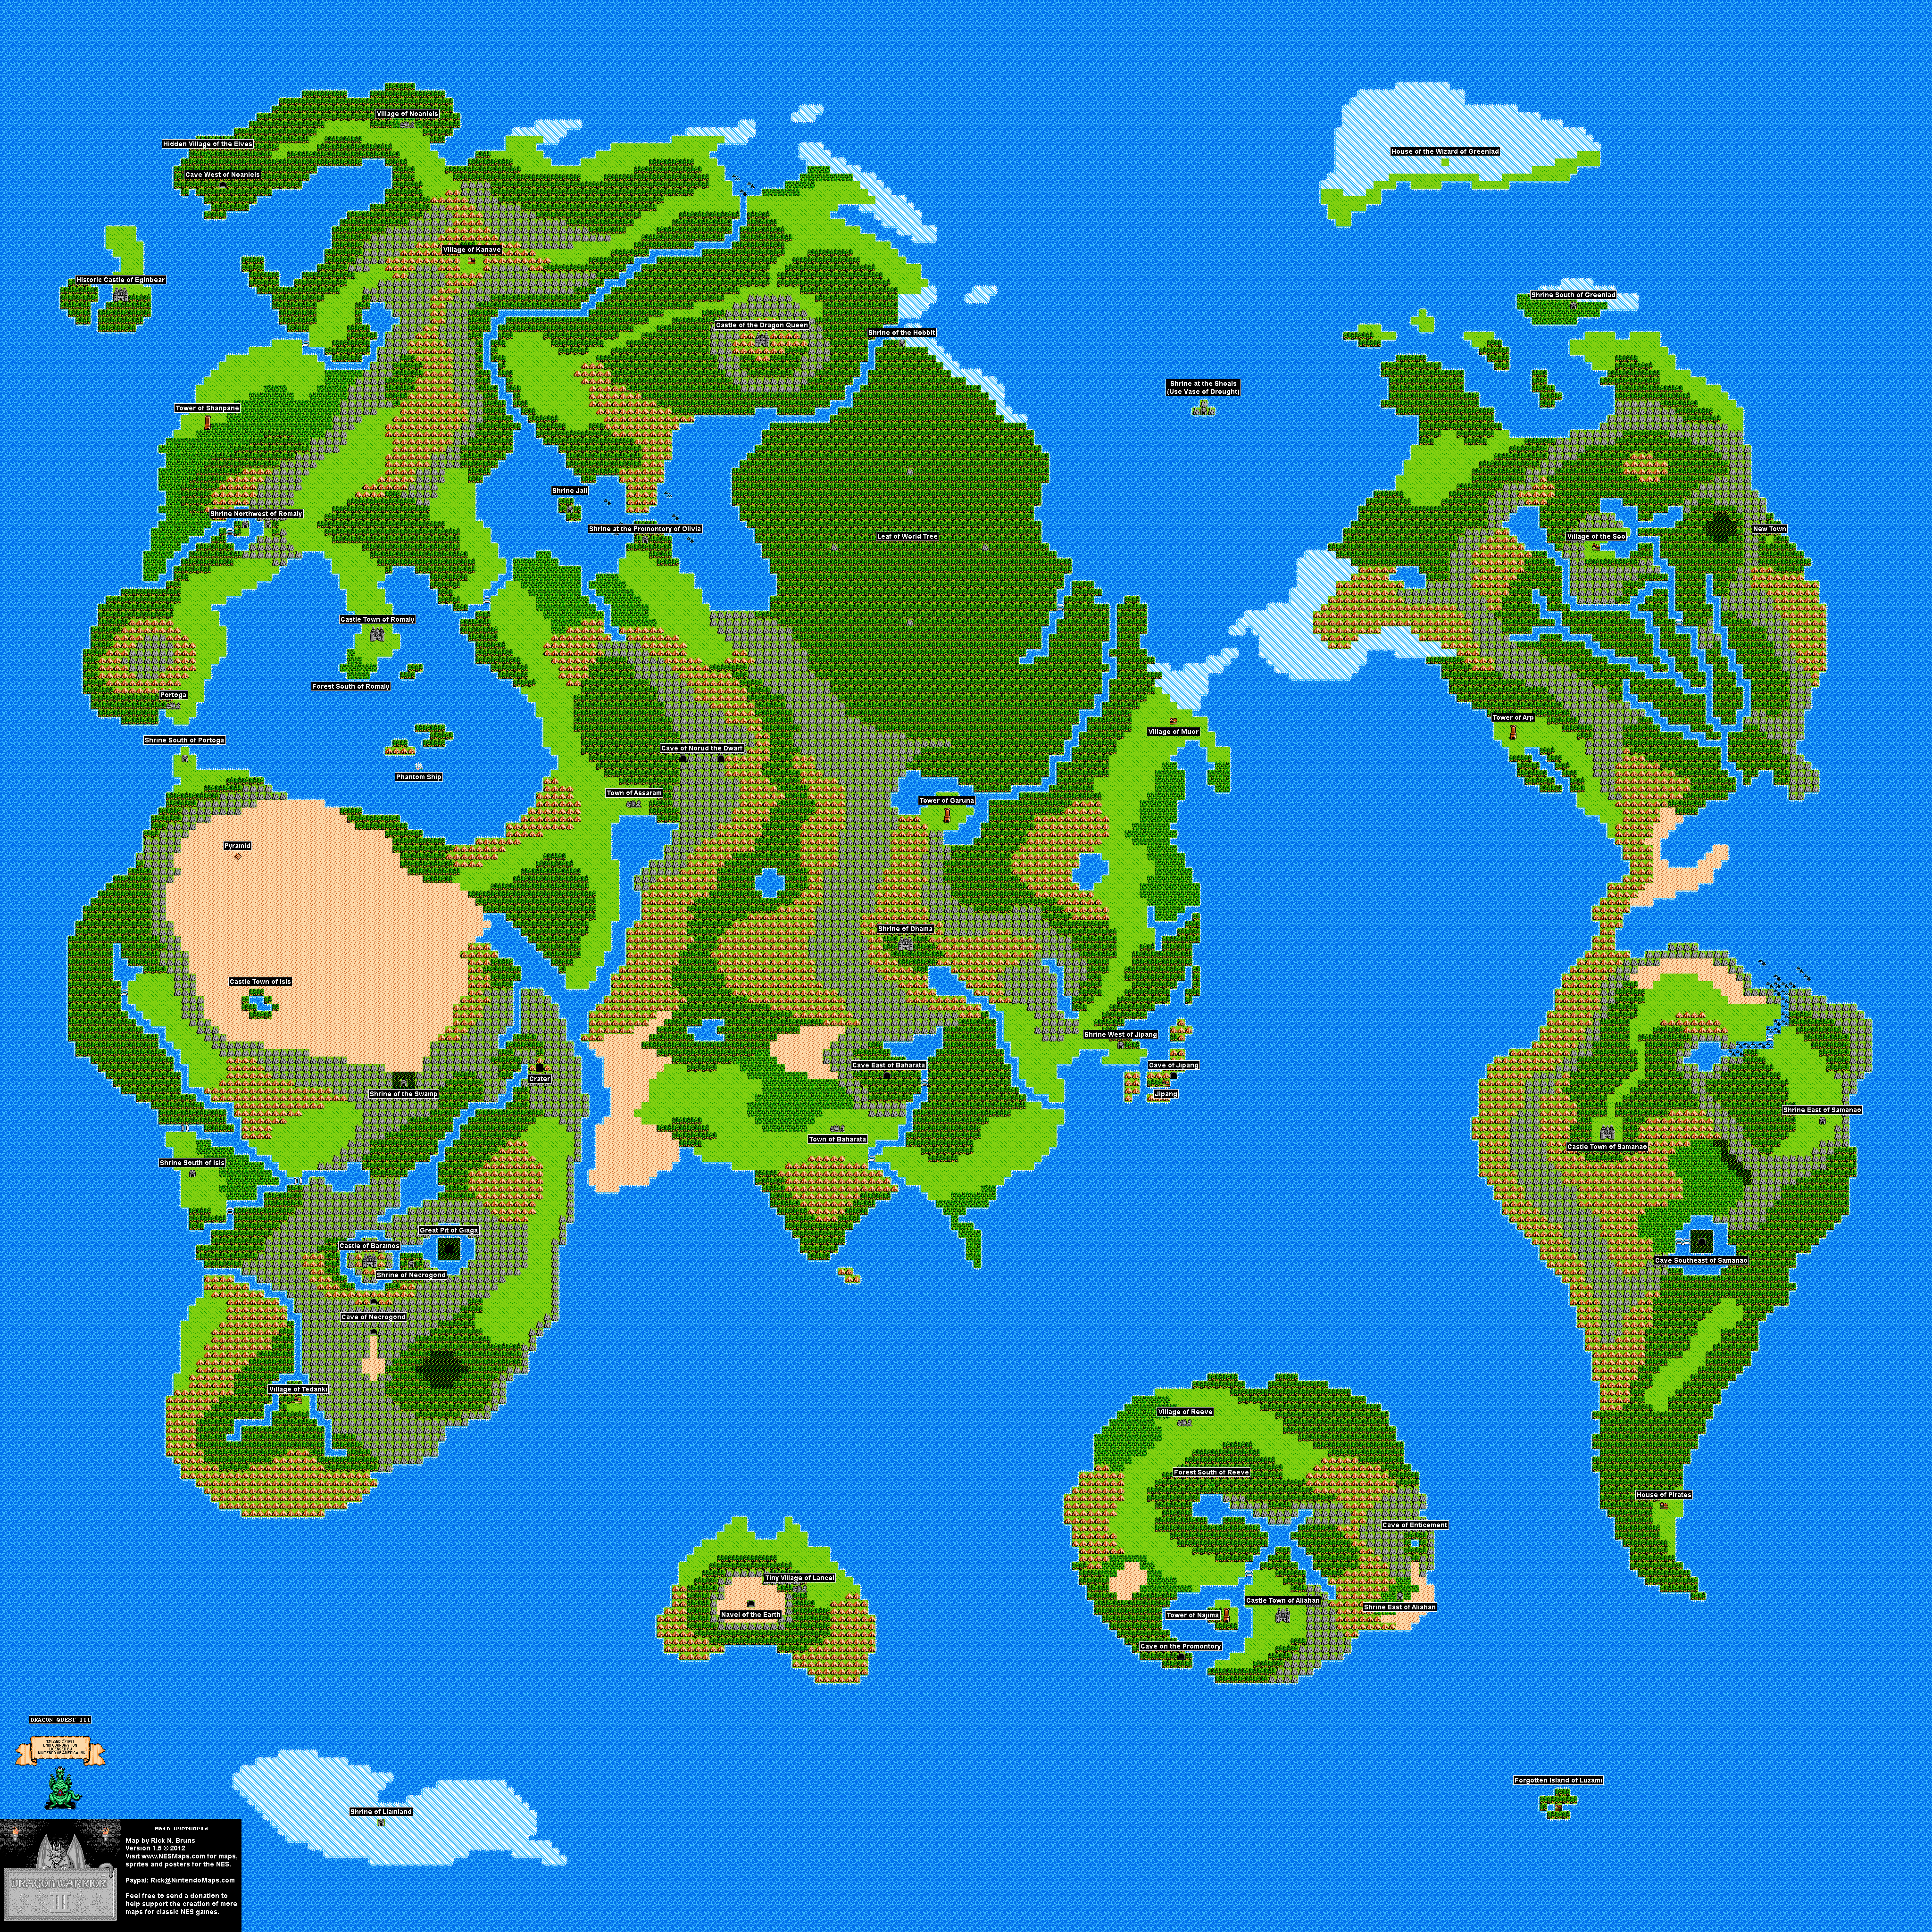 Village of Noaniels
Hidden Village of the Elves
House of the Wizard of Greenlad
Cave West of Noaniels
Village of Kanave
Historic Castle of Eginbear
Shrine South of Greenlad
Castle of the Dragon Queen
Shrine of the Hobbit
Shrine at the Shoals
(Use Vase of Drought)
Tower of Shanpane
Shrine Jail
Shrine Northwest of Romaly
Shrine at the Promontory of Olivia
New Town
Leaf of World Tree
Village of the Soo
Castle Town of Romaly
Forest South of Romaly
Portoga
Tower of Arp
Village of Muor
Shrine South of Portoga
Cave of Norud the Dwarf
Phantom Ship
Town of Assaram
Tower of Garuna
Pyramid
Shrine of Dhama
Castle Town of Isis
Shrine West of Jipang
Cave East of Baharata
Cave of Jipang
Crater
Shrine of the Swamp
Jipang
Shrine East of Samanao
Town of Baharata
Castle Town of Samanao
Shrine South of Isis
Great Pit of Giaga
Castle of Baramos
Cave Southeast of Samanao
Shrine of Necrogond
Cave of Necrogond
Village of Tedanki
Village of Reeve
Forest South of Reeve
House of Pirates
Cave of Enticement
Tiny Village of Lancel
Castle Town of Aliahan
Shrine East of Aliahan
Navel of the Earth
Tower of Najima
Cave on the Promontory
DRAGON QUEST III
TM AND ©1991
ENIX CORPORATION
LICENSED BY
NINTENDO OF AMERICA INC.
Forgotten Island of Luzami
Shrine of Liamland
Main Overworld
Map by Rick N. Bruns
Version 1.5 © 2012
Visit www.NESMaps.com for maps,
sprites and posters for the NES.
Paypal: Rick@NintendoMaps.com
Feel free to send a donation to
help support the creation of more
maps for classic NES games.
DRAGON WARRIOR
III